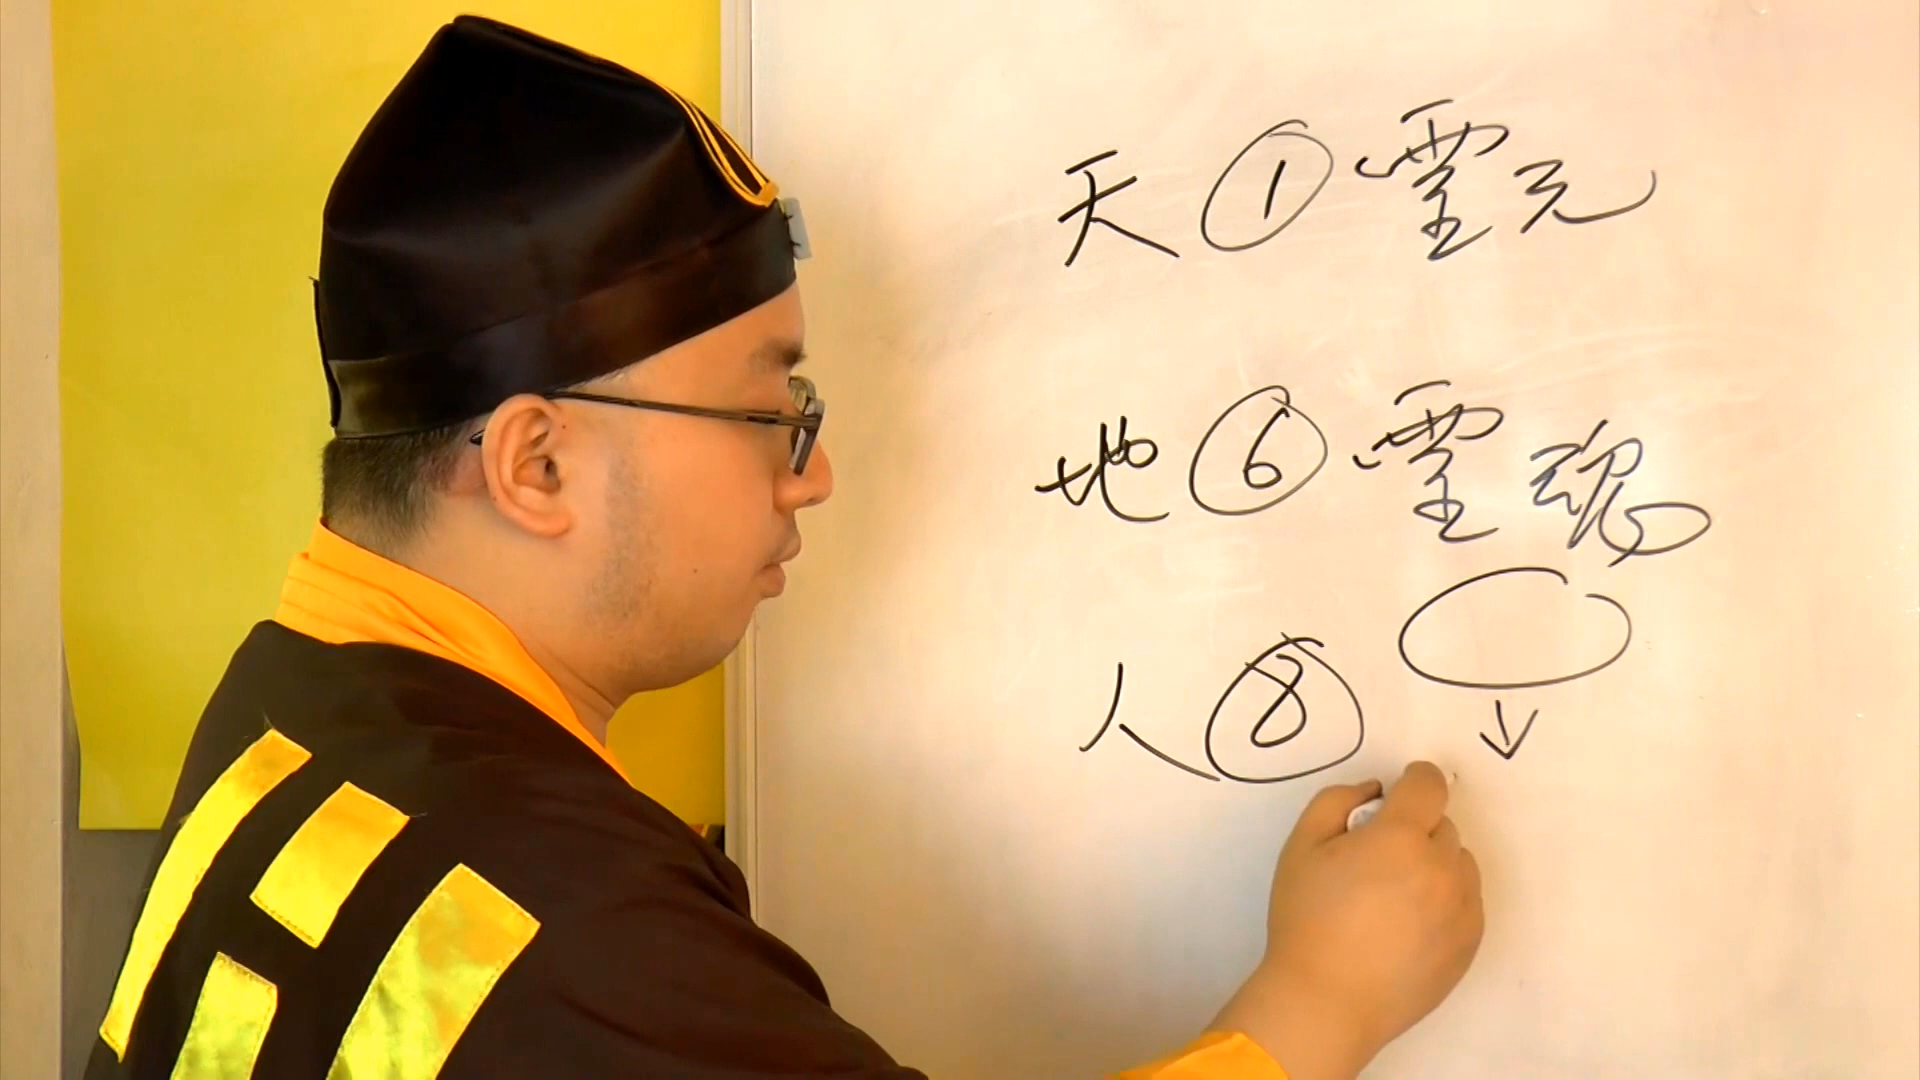 天 ① 靈元
地 ⑥ 靈魂
人 ⑧